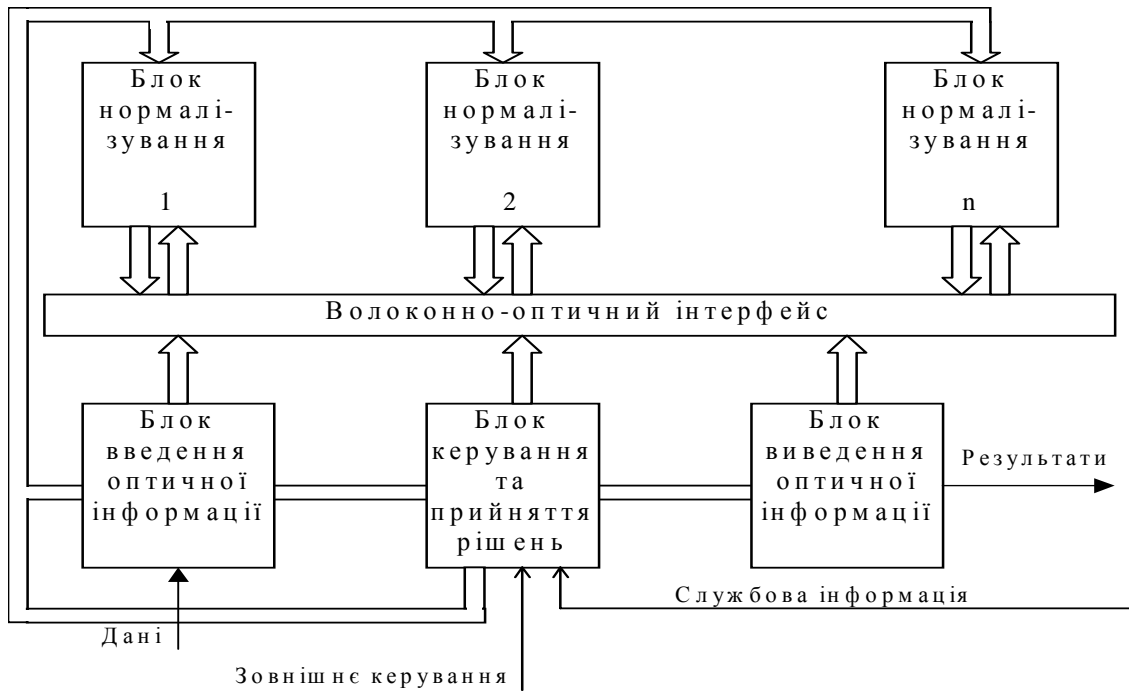 Блок
нормалі-
зування
1
Блок
нормалі-
зування
2
Блок
нормалі-
зування
n
Волоконно-оптичний інтерфейс
Блок
введення
оптичної
інформації
Блок
керування
та
прийняття
рішень
Блок
виведення
оптичної
інформації
Результати
Службова інформація
Дані
Зовнішнє керування